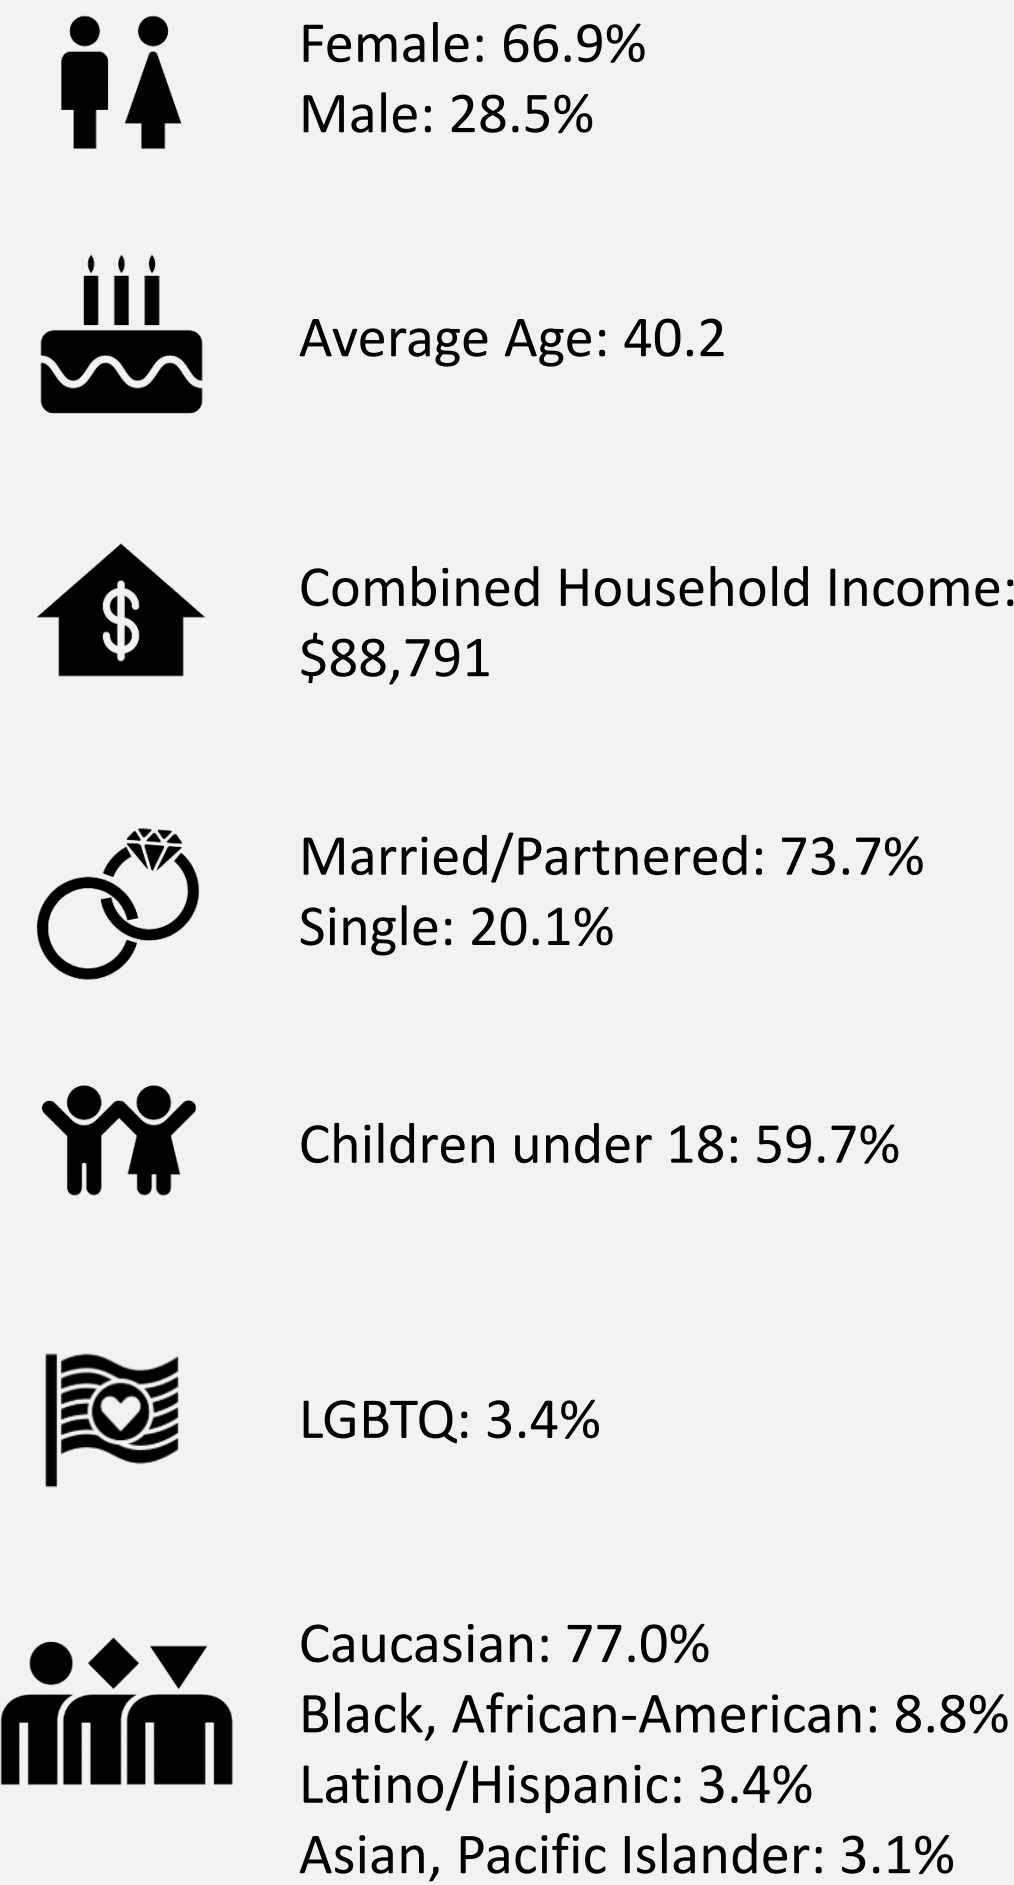 Female: 66.9%
Male: 28.5%
Average Age: 40.2
Combined Household Income:
$88,791
Married/Partnered: 73.7%
Single: 20.1%
Children under 18: 59.7%
LGBTQ: 3.4%
Caucasian: 77.0%
Black, African-American: 8.8%
Latino/Hispanic: 3.4%
Asian, Pacific Islander: 3.1%